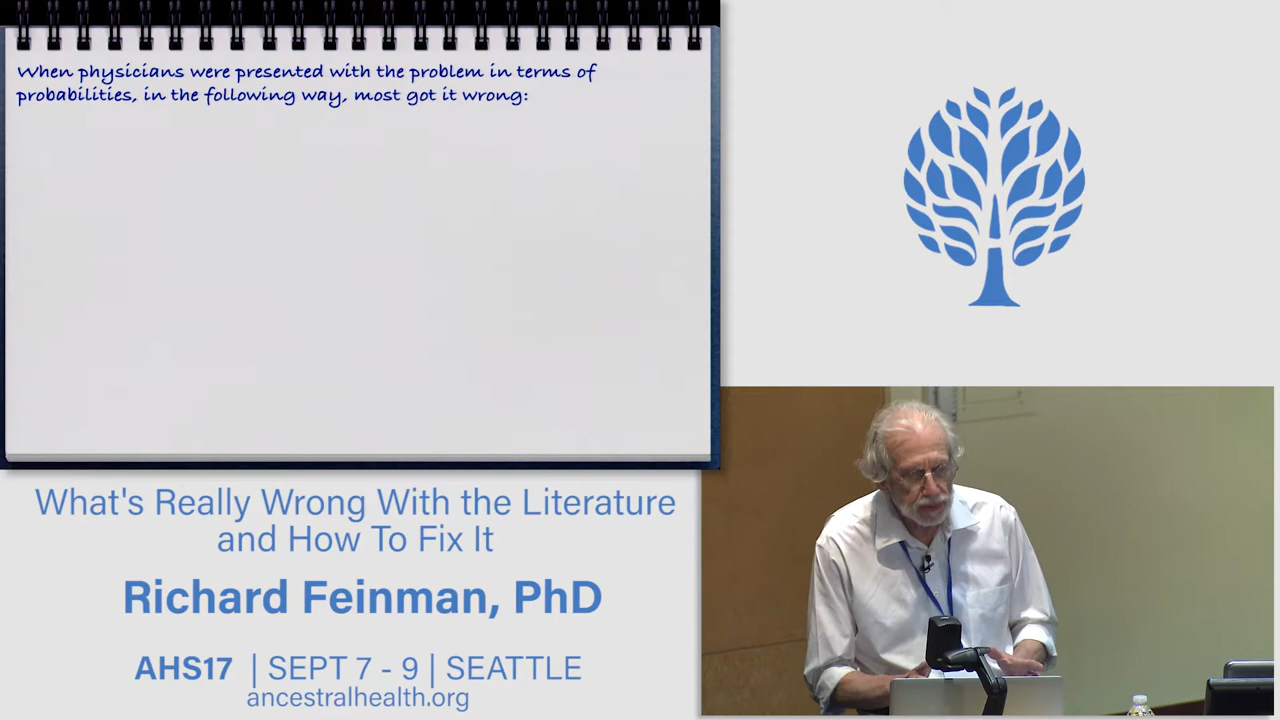 When physicians were presented with the problem in terms of
probabilities, in the following way, most got it wrong:
What's Really Wrong With the Literature
and How To Fix It
Richard Feinman, PhD
AHS17 | SEPT 7 - 9 | SEATTLE
ancestralhealth.org